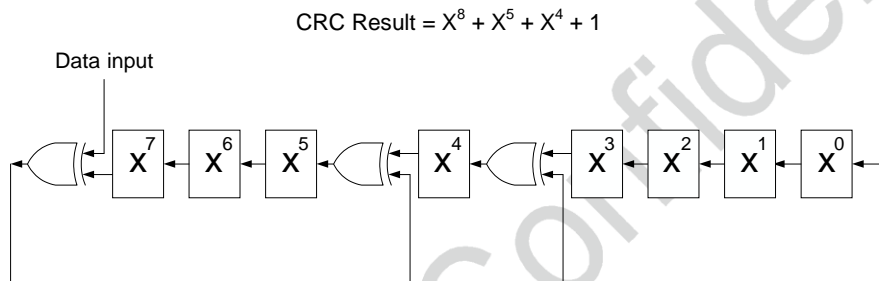 CRC Result = X⁸ + X⁵ + X⁴ + 1
Data input
X⁷ X⁶ X⁵ X⁴ X³ X² X¹ X⁰